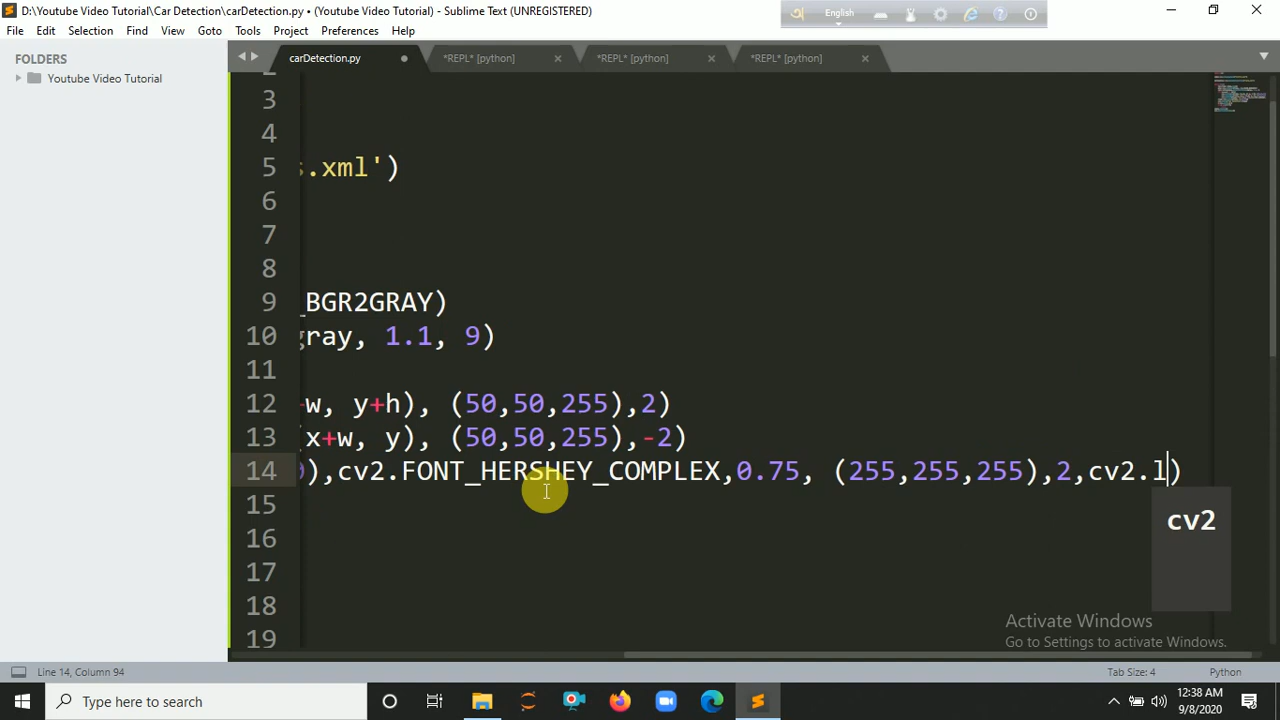 D:\Youtube Video Tutorial\Car Detection\carDetection.py • (Youtube Video Tutorial) - Sublime Text (UNREGISTERED)
English
File Edit Selection Find View Goto Tools Project Preferences Help
FOLDERS
Youtube Video Tutorial
carDetection.py
*REPL* [python]
*REPL* [python]
*REPL* [python]
3
4
5 s.xml')
6
7
8
9 _BGR2GRAY)
10 gray, 1.1, 9)
11
12 +w, y+h), (50,50,255),2)
13 (x+w, y), (50,50,255),-2)
14 0),cv2.FONT_HERSHEY_COMPLEX,0.75, (255,255,255),2,cv2.l)
15
16
17
18
19
cv2
Activate Windows
Go to Settings to activate Windows.
Line 14, Column 94
Tab Size: 4
Python
Type here to search
12:38 AM
9/8/2020